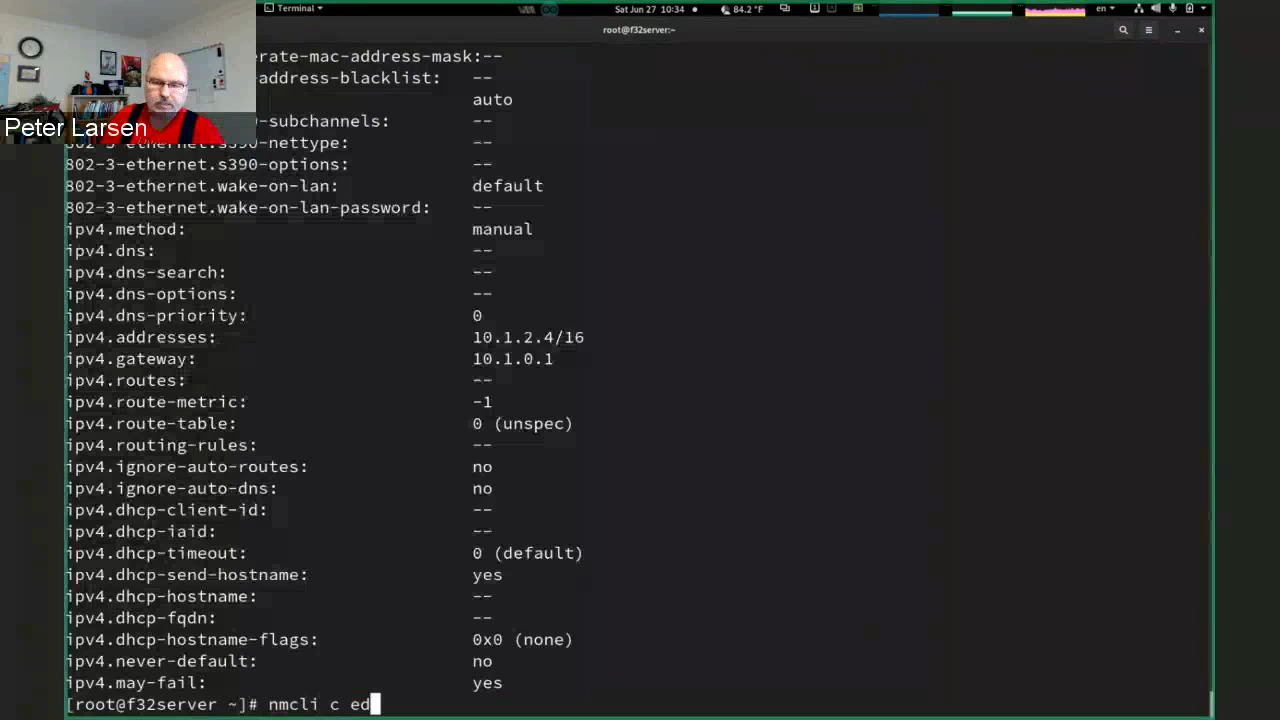 Terminal
Sat Jun 27 10:34
84.2 °F
en
root@f32server:~
Peter Larsen
erate-mac-address-mask:--
-address-blacklist: --
auto
-subchannels: --
802-3-ethernet.s390-nettype: --
802-3-ethernet.s390-options: --
802-3-ethernet.wake-on-lan: default
802-3-ethernet.wake-on-lan-password: --
ipv4.method: manual
ipv4.dns: --
ipv4.dns-search: --
ipv4.dns-options: --
ipv4.dns-priority: 0
ipv4.addresses: 10.1.2.4/16
ipv4.gateway: 10.1.0.1
ipv4.routes: --
ipv4.route-metric: -1
ipv4.route-table: 0 (unspec)
ipv4.routing-rules: --
ipv4.ignore-auto-routes: no
ipv4.ignore-auto-dns: no
ipv4.dhcp-client-id: --
ipv4.dhcp-iaid: --
ipv4.dhcp-timeout: 0 (default)
ipv4.dhcp-send-hostname: yes
ipv4.dhcp-hostname: --
ipv4.dhcp-fqdn: --
ipv4.dhcp-hostname-flags: 0x0 (none)
ipv4.never-default: no
ipv4.may-fail: yes
[root@f32server ~]# nmcli c ed